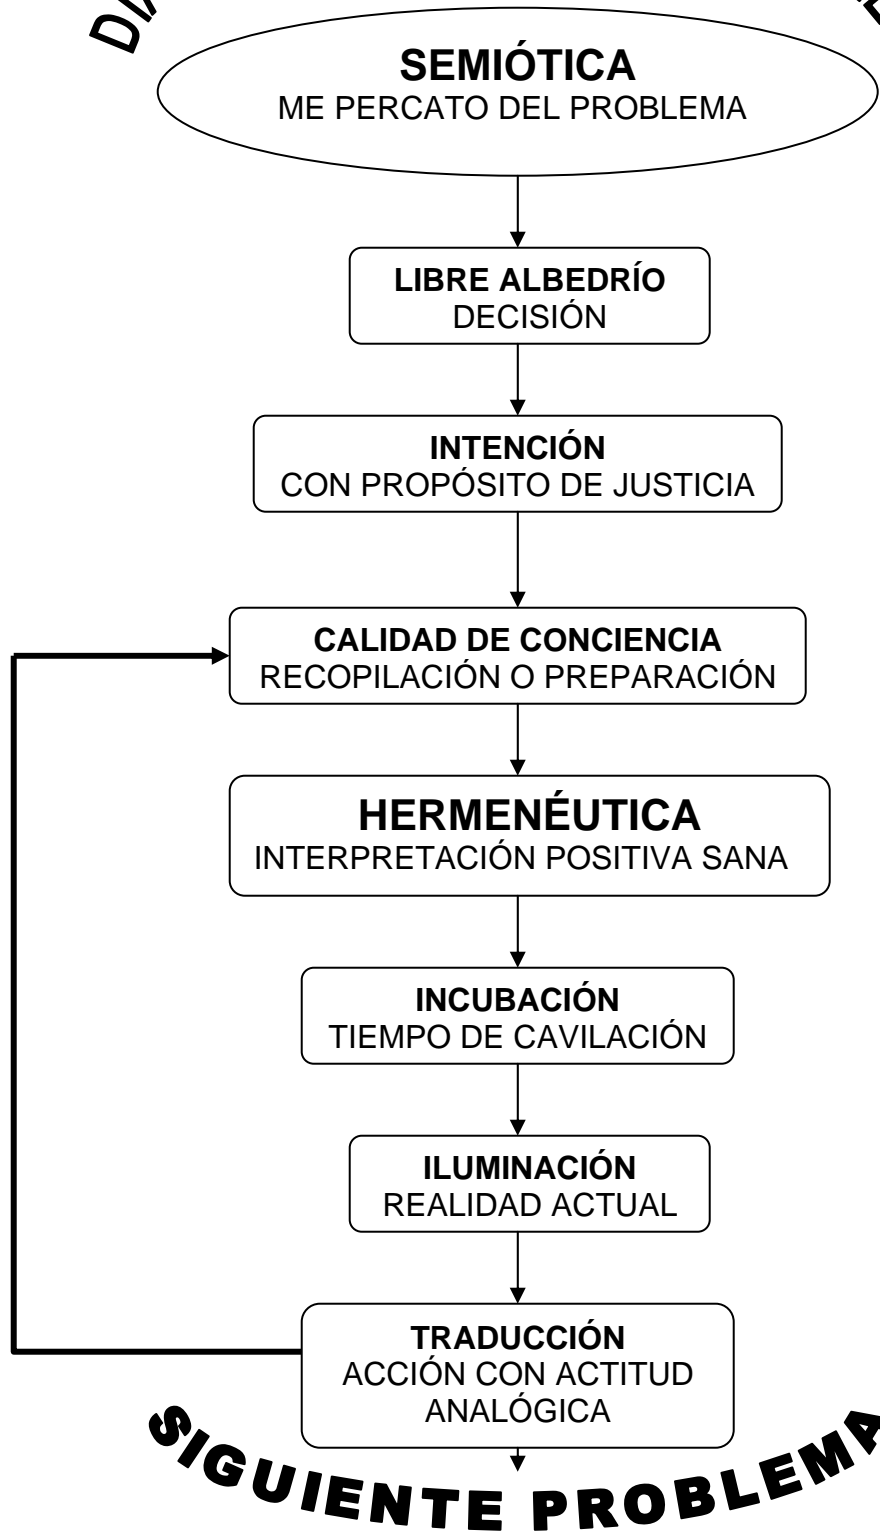 SEMIÓTICA
ME PERCATO DEL PROBLEMA
LIBRE ALBEDRÍO
DECISIÓN
INTENCIÓN
CON PROPÓSITO DE JUSTICIA
CALIDAD DE CONCIENCIA
RECOPILACIÓN O PREPARACIÓN
HERMENÉUTICA
INTERPRETACIÓN POSITIVA SANA
INCUBACIÓN
TIEMPO DE CAVILACIÓN
ILUMINACIÓN
REALIDAD ACTUAL
TRADUCCIÓN
ACCIÓN CON ACTITUD
ANALÓGICA
SIGUIENTE PROBLEMA